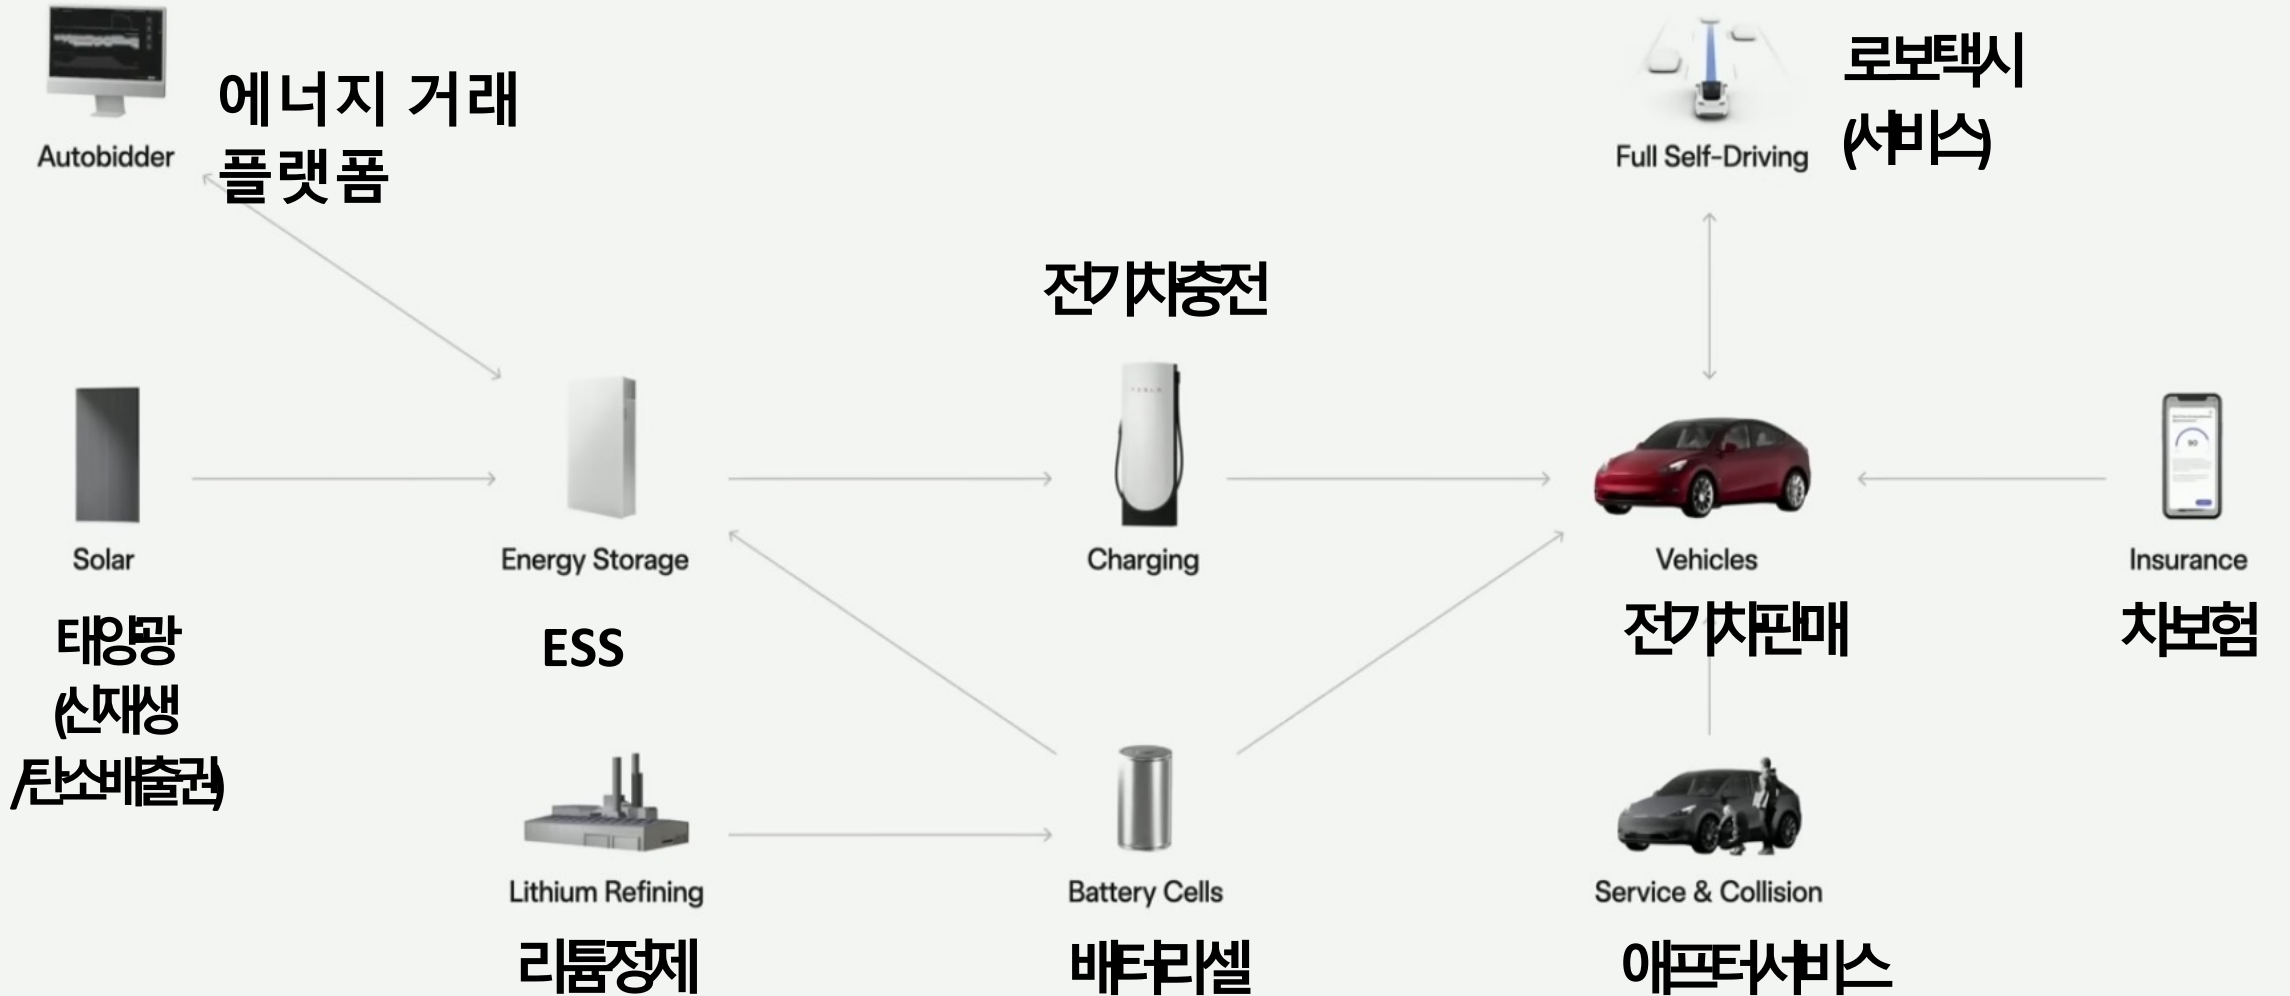 Autobidder
에너지 거래
플랫폼
Full Self-Driving
로보택시
(서비스)
전기차충전
TESLA
Solar
Energy Storage
Charging
Vehicles
90
Insurance
태양광
(신재생
/탄소배출권)
ESS
전기차판매
차보험
Lithium Refining
Battery Cells
Service & Collision
리튬정제
배터리셀
애프터서비스